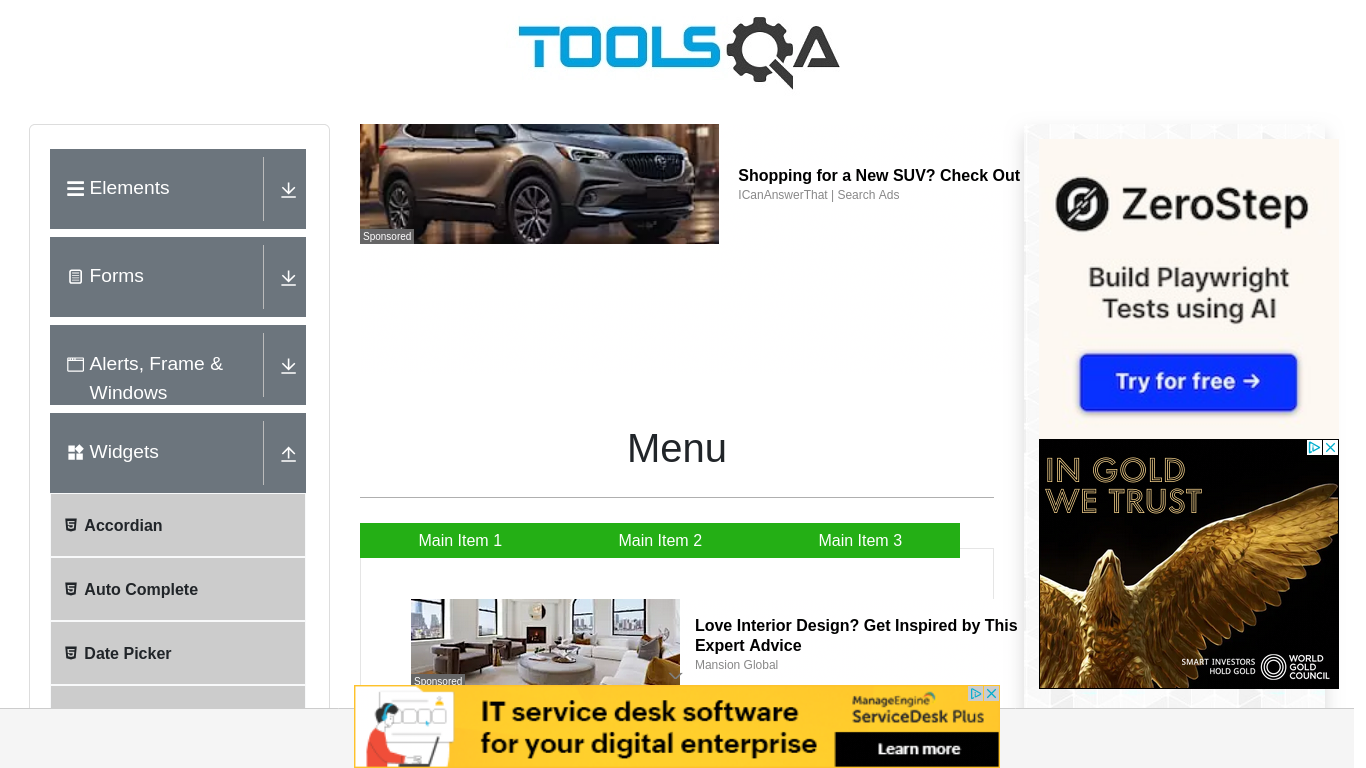 TOOLSQA
Elements
Forms
Alerts, Frame &
Windows
Widgets
Accordian
Auto Complete
Date Picker
Sponsored
Shopping for a New SUV? Check Out
ICanAnswerThat | Search Ads
Menu
Main Item 1
Main Item 2
Main Item 3
Sponsored
Love Interior Design? Get Inspired by This
Expert Advice
Mansion Global
ZeroStep
Build Playwright
Tests using AI
Try for free →
IN GOLD
WE TRUST
SMART INVESTORS
HOLD GOLD
WORLD
GOLD
COUNCIL
IT service desk software
for your digital enterprise
ManageEngine
ServiceDesk Plus
Learn more